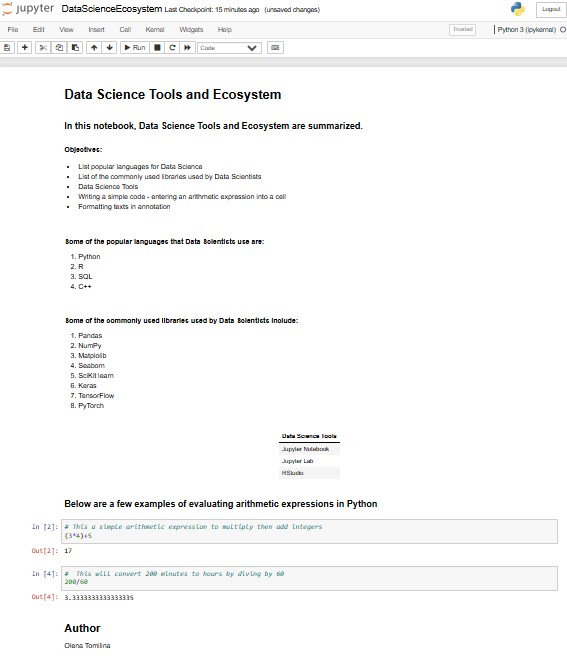 jupyter DataScienceEcosystem Last Checkpoint: 15 minutes ago (unsaved changes) Logout
File Edit View Insert Cell Kernel Widgets Help Trusted Python 3 (ipykernel)
Run Code
Data Science Tools and Ecosystem
In this notebook, Data Science Tools and Ecosystem are summarized.
Objectives:
• List popular languages for Data Science
• List of the commonly used libraries used by Data Scientists
• Data Science Tools
• Writing a simple code - entering an arithmetic expression into a cell
• Formatting texts in annotation
Some of the popular languages that Data Scientists use are:
1. Python
2. R
3. SQL
4. C++
Some of the commonly used libraries used by Data Scientists include:
1. Pandas
2. NumPy
3. Matplolib
4. Seaborn
5. SciKit learn
6. Keras
7. TensorFlow
8. PyTorch
Data Science Tools
Jupyter Notebook
Jupyter Lab
RStudio
Below are a few examples of evaluating arithmetic expressions in Python
In [2]: # This a simple arithmetic expression to multiply then add integers
(3*4)+5
Out[2]: 17
In [4]: # This will convert 200 minutes to hours by diving by 60
200/60
Out[4]: 3.3333333333333335
Author
Olena Tomilina